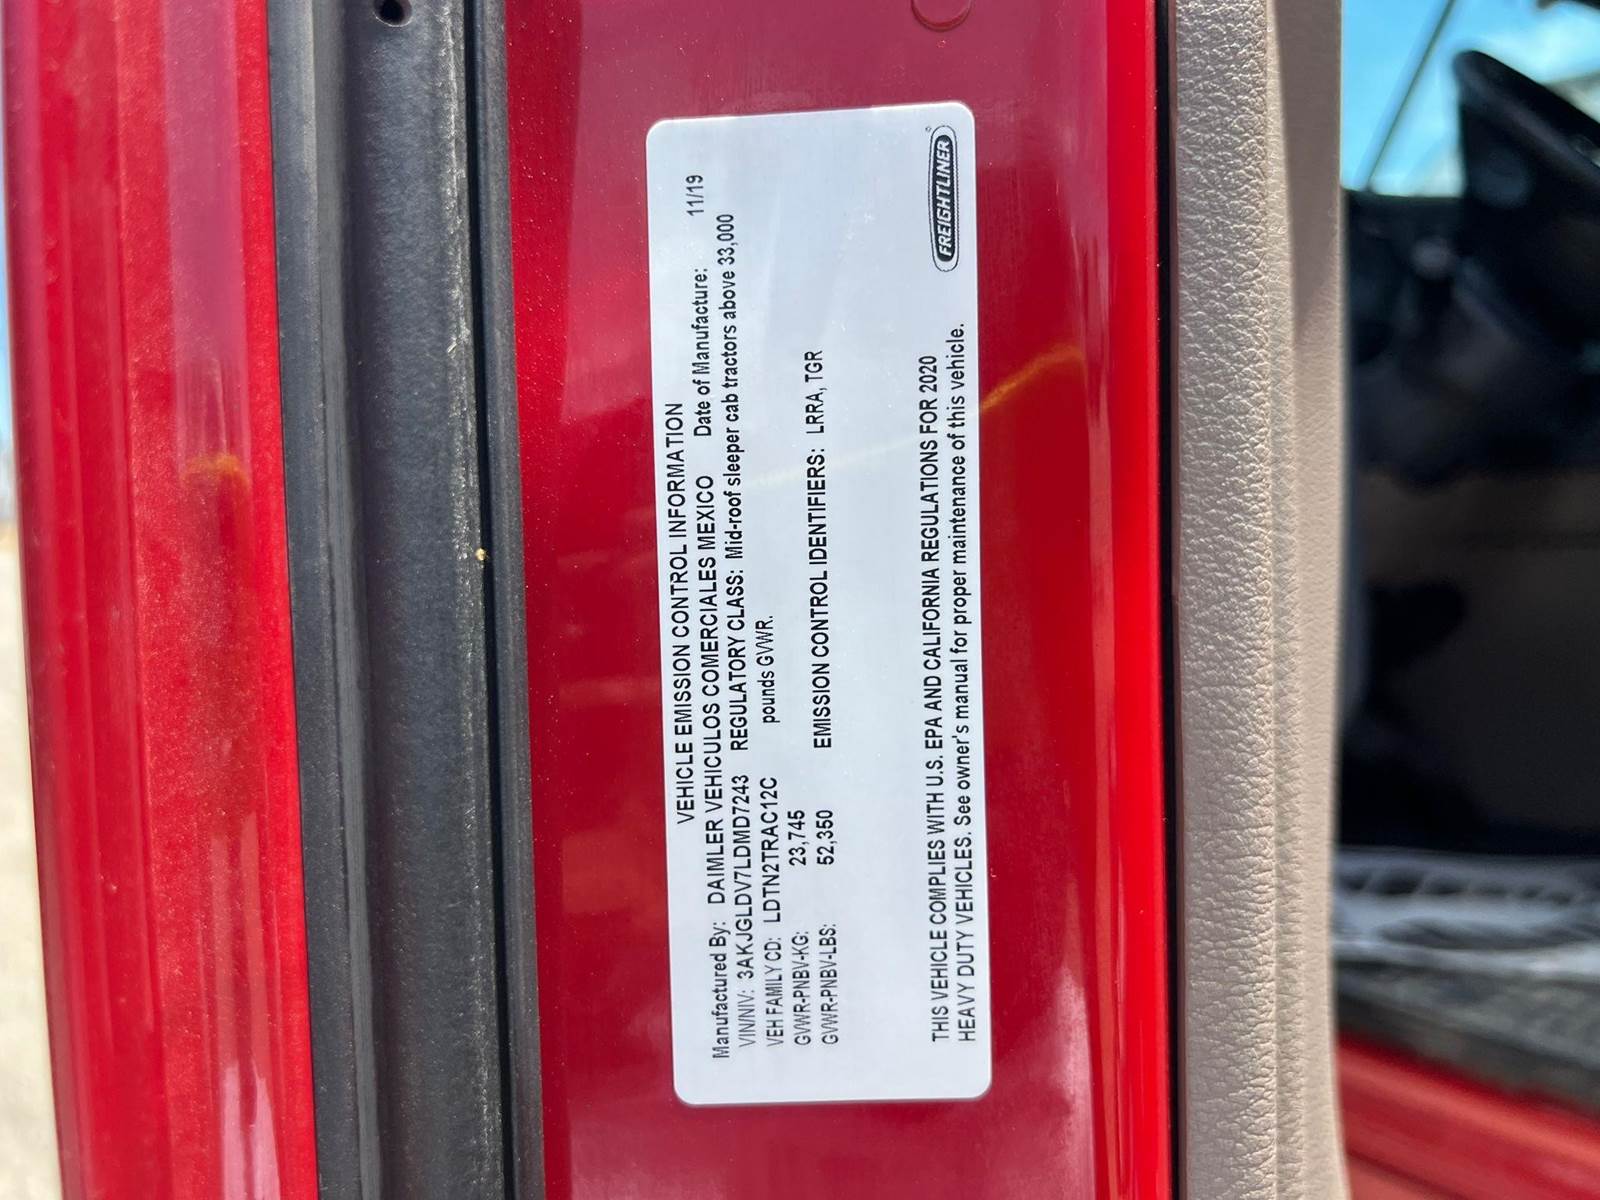 VEHICLE EMISSION CONTROL INFORMATION
Manufactured By: DAIMLER VEHICULOS COMERCIALES MEXICO Date of Manufacture: 11/19
VIN/NIV: 3AKJGLDV7LDMD7243 REGULATORY CLASS: Mid-roof sleeper cab tractors above 33,000
VEH FAMILY CD: LDTN2TRAC12C pounds GVWR.
GVWR-PNBV-KG: 23,745
GVWR-PNBV-LBS: 52,350 EMISSION CONTROL IDENTIFIERS: LRRA, TGR
THIS VEHICLE COMPLIES WITH U.S. EPA AND CALIFORNIA REGULATIONS FOR 2020
HEAVY DUTY VEHICLES. See owner's manual for proper maintenance of this vehicle.
FREIGHTLINER